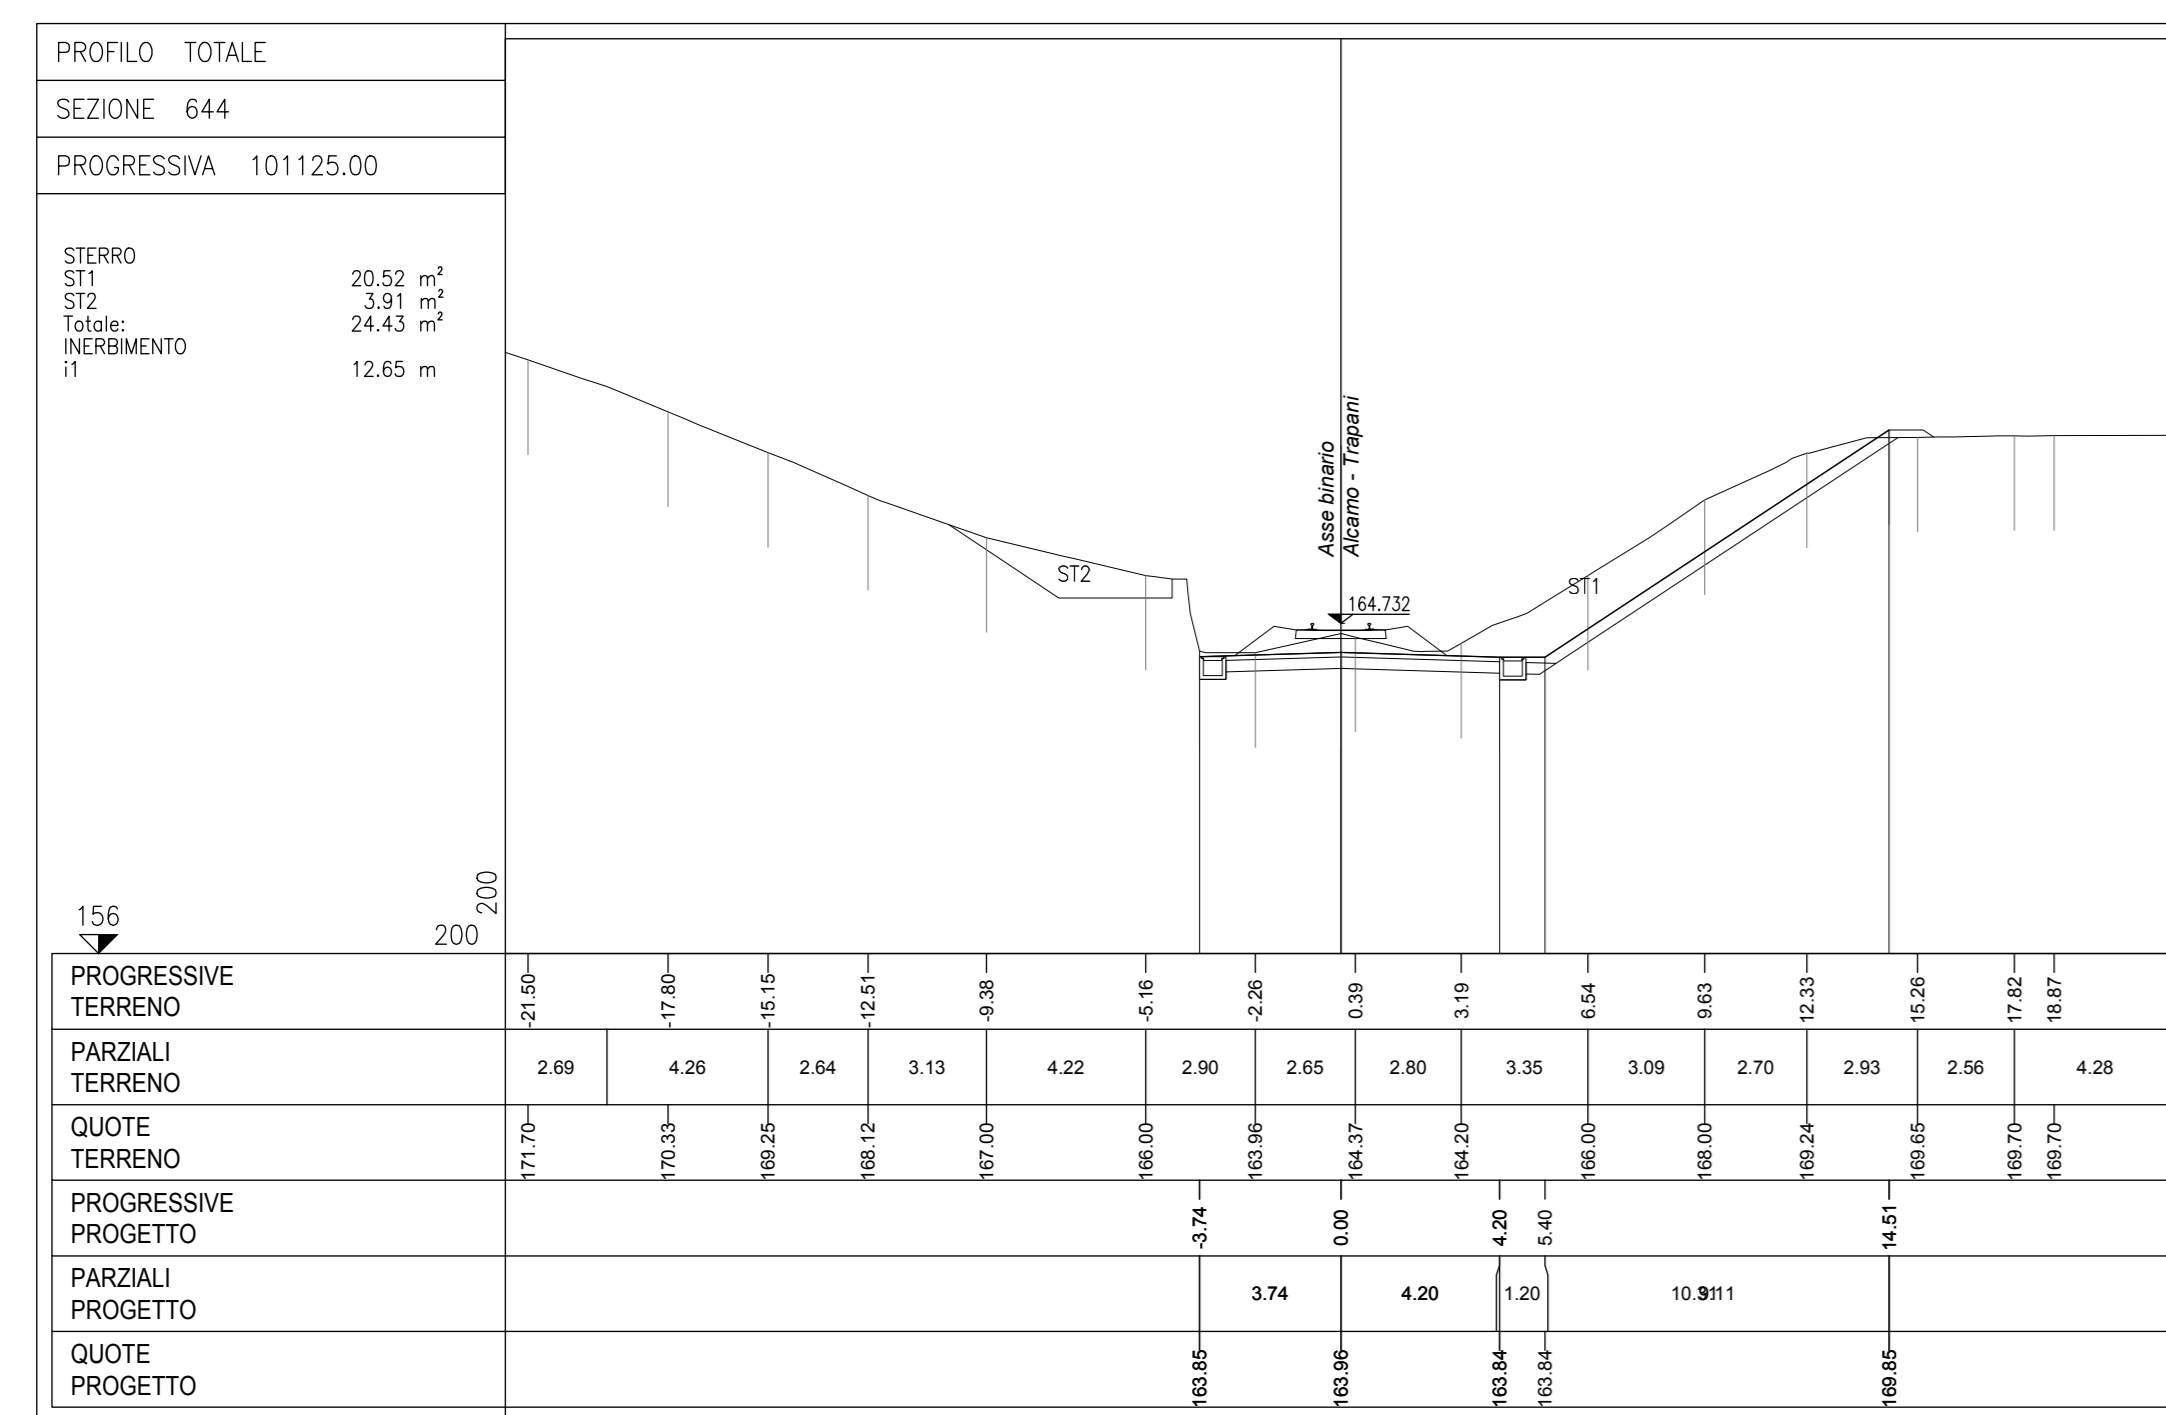 PROFILO TOTALE
SEZIONE 644
PROGRESSIVA 101125.00
STERRO
ST1 20.52 m²
ST2 3.91 m²
Totale: 24.43 m²
INERBIMENTO
i1 12.65 m
Asse binario
Alcamo - Trapani
164.732
ST2
ST1
200
156
200
PROGRESSIVE
TERRENO
-21.50 -17.80 -15.15 -12.51 -9.38 -5.16 -2.26 0.39 3.19 6.54 9.63 12.33 15.26 17.82 18.87
PARZIALI
TERRENO
2.69 4.26 2.64 3.13 4.22 2.90 2.65 2.80 3.35 3.09 2.70 2.93 2.56 4.28
QUOTE
TERRENO
171.70 170.33 169.25 168.12 167.00 166.00 163.96 164.37 164.20 166.00 168.00 169.24 169.65 169.70 169.70
PROGRESSIVE
PROGETTO
-3.74 0.00 4.20 5.40 14.51
PARZIALI
PROGETTO
3.74 4.20 1.20
QUOTE
PROGETTO
163.85 163.96 163.84 163.84 169.85